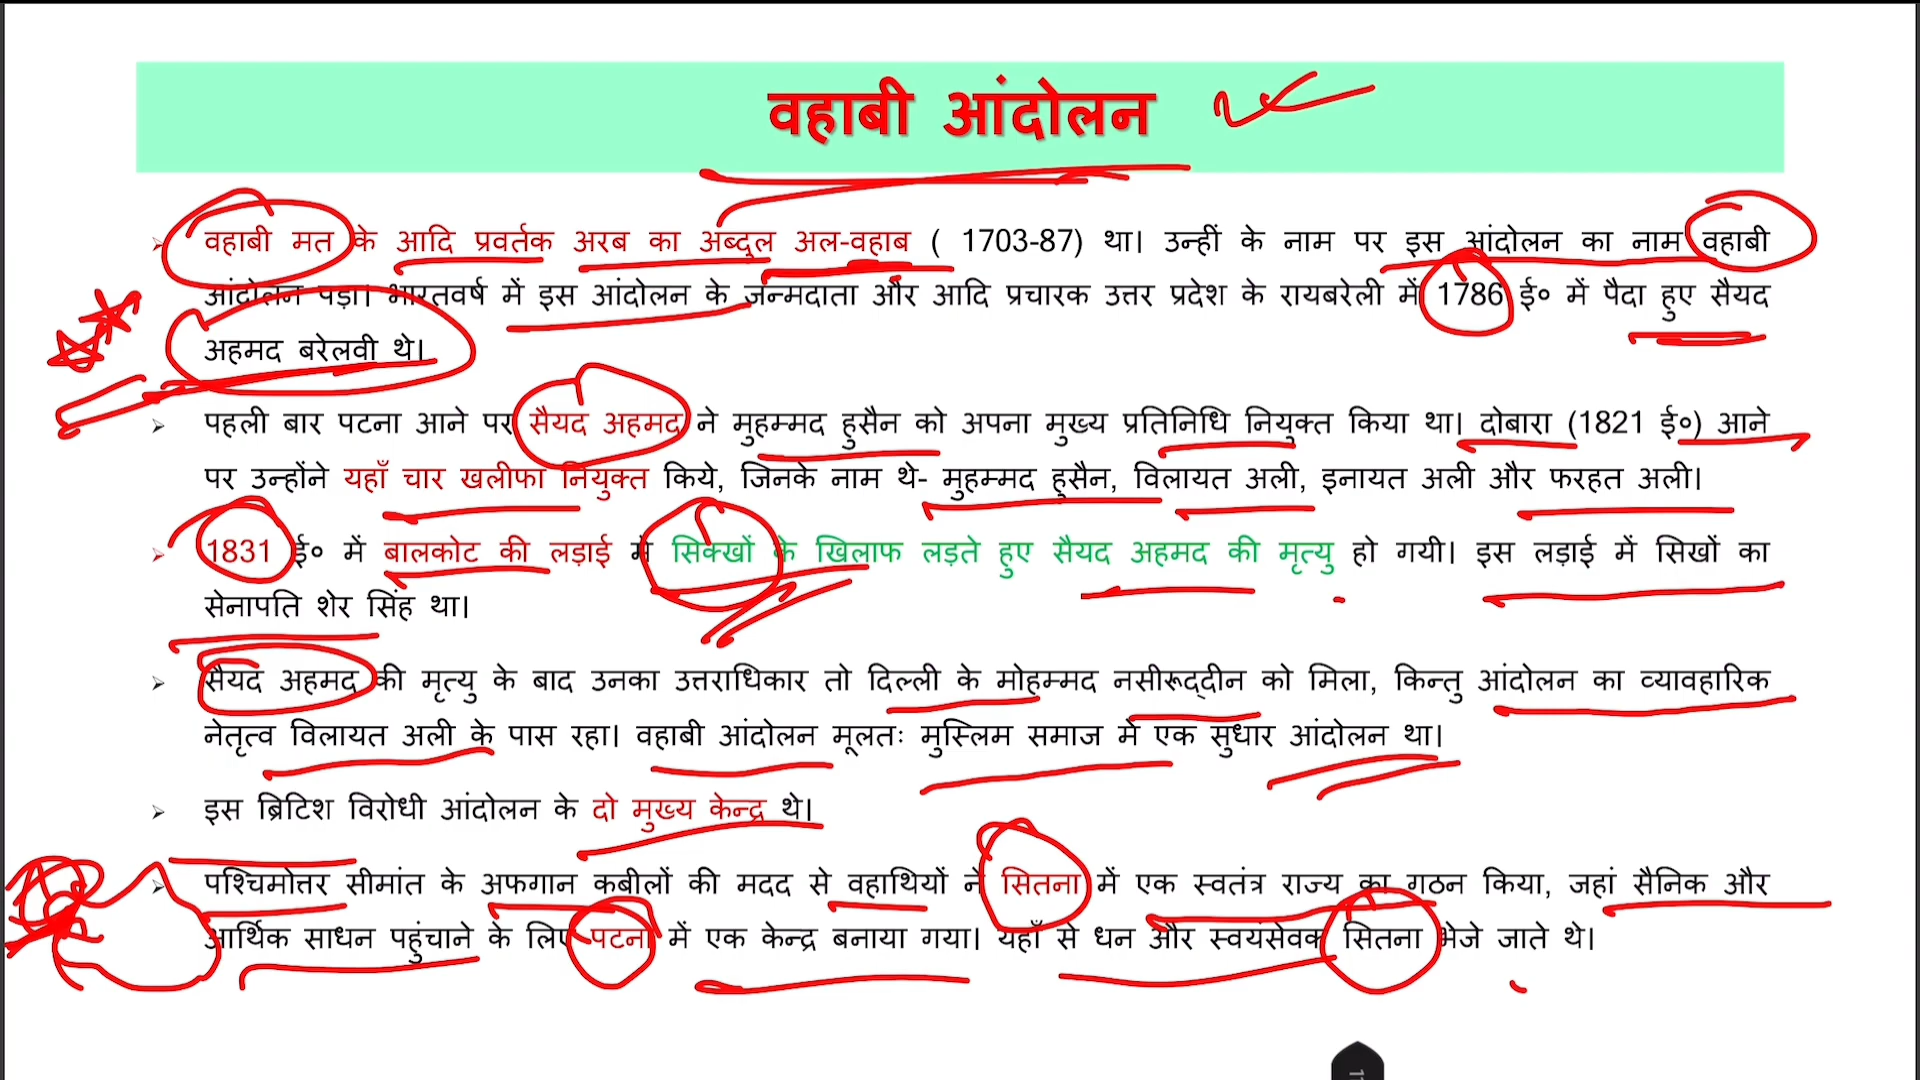 वहाबी आंदोलन
वहाबी मत के आदि प्रवर्तक अरब का अब्दुल अल-वहाब ( 1703-87) था। उन्हीं के नाम पर इस आंदोलन का नाम वहाबी
आंदोलन पड़ा। भारतवर्ष में इस आंदोलन के जन्मदाता और आदि प्रचारक उत्तर प्रदेश के रायबरेली में 1786 ई० में पैदा हुए सैयद
अहमद बरेलवी थे।
पहली बार पटना आने पर सैयद अहमद ने मुहम्मद हुसैन को अपना मुख्य प्रतिनिधि नियुक्त किया था। दोबारा (1821 ई०) आने
पर उन्होंने यहाँ चार खलीफा नियुक्त किये, जिनके नाम थे- मुहम्मद हुसैन, विलायत अली, इनायत अली और फरहत अली।
1831 ई० में बालकोट की लड़ाई में सिक्खों के खिलाफ लड़ते हुए सैयद अहमद की मृत्यु हो गयी। इस लड़ाई में सिखों का
सेनापति शेर सिंह था।
सैयद अहमद की मृत्यु के बाद उनका उत्तराधिकार तो दिल्ली के मोहम्मद नसीरूद्दीन को मिला, किन्तु आंदोलन का व्यावहारिक
नेतृत्व विलायत अली के पास रहा। वहाबी आंदोलन मूलतः मुस्लिम समाज में एक सुधार आंदोलन था।
इस ब्रिटिश विरोधी आंदोलन के दो मुख्य केन्द्र थे।
पश्चिमोत्तर सीमांत के अफगान कबीलों की मदद से वहाथियों ने सितना में एक स्वतंत्र राज्य का गठन किया, जहां सैनिक और
आर्थिक साधन पहुंचाने के लिए पटना में एक केन्द्र बनाया गया। यहाँ से धन और स्वयंसेवक सितना भेजे जाते थे।